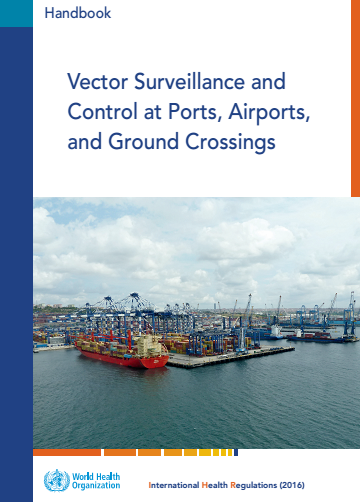 Handbook
Vector Surveillance and
Control at Ports, Airports,
and Ground Crossings
World Health
Organization
International Health Regulations (2016)